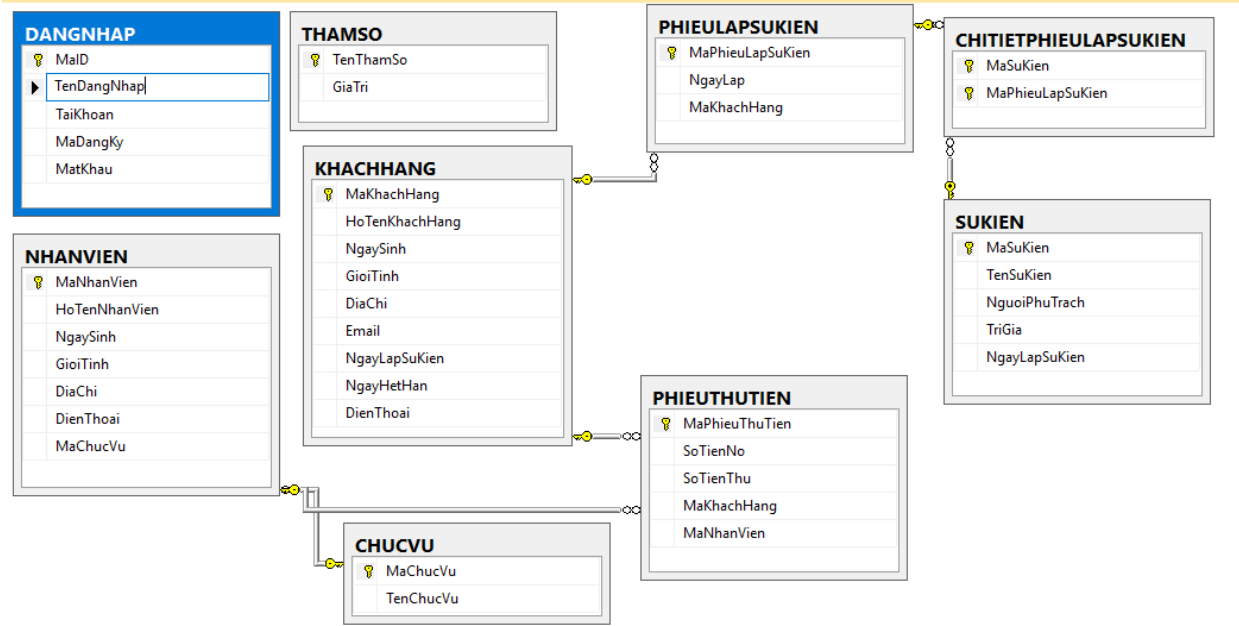 DANGNHAP
MaID
TenDangNhap
TaiKhoan
MaDangKy
MatKhau
THAMSO
TenThamSo
GiaTri
PHIEULAPSUKIEN
MaPhieuLapSuKien
NgayLap
MaKhachHang
CHITIETPHIEULAPSUKIEN
MaSuKien
MaPhieuLapSuKien
KHACHHANG
MaKhachHang
HoTenKhachHang
NgaySinh
GioiTinh
DiaChi
Email
NgayLapSuKien
NgayHetHan
DienThoai
NHANVIEN
MaNhanVien
HoTenNhanVien
NgaySinh
GioiTinh
DiaChi
DienThoai
MaChucVu
SUKIEN
MaSuKien
TenSuKien
NguoiPhuTrach
TriGia
NgayLapSuKien
PHIEUTHUTIEN
MaPhieuThuTien
SoTienNo
SoTienThu
MaKhachHang
MaNhanVien
CHUCVU
MaChucVu
TenChucVu